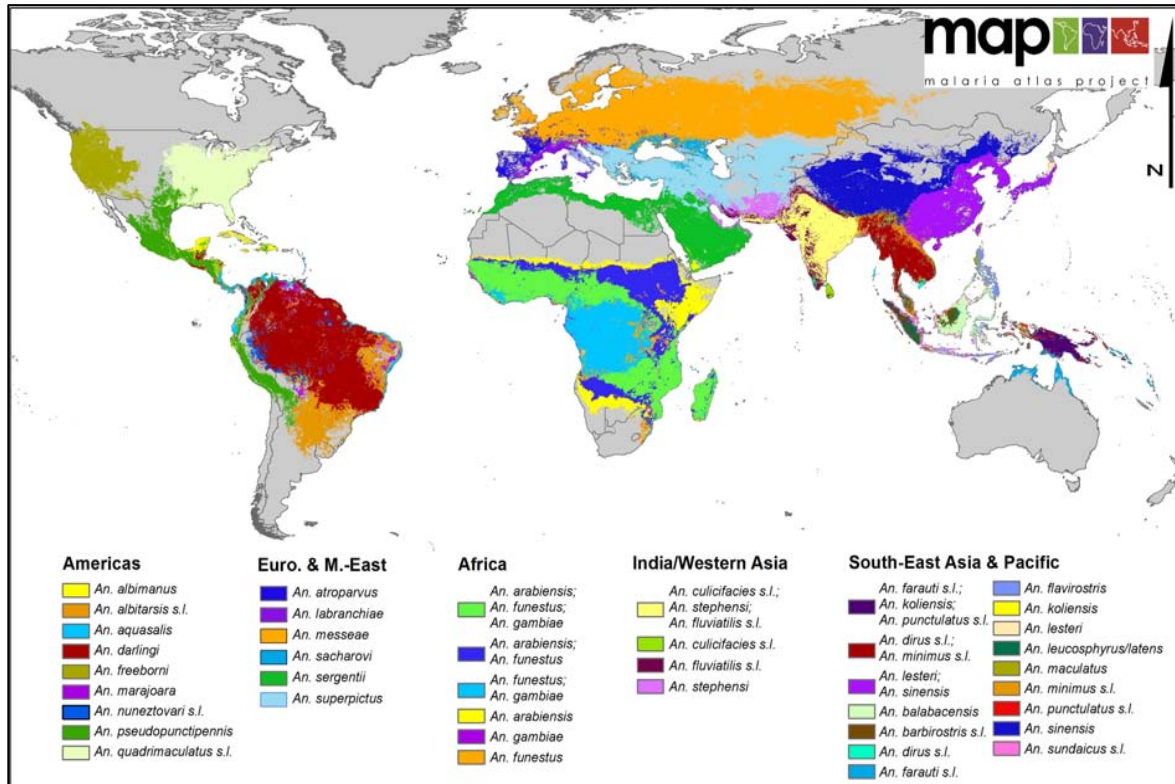 map
malaria atlas project
N
Americas
An. albimanus
An. albitarsis s.l.
An. aquasalis
An. darlingi
An. freeborni
An. marajoara
An. nuneztovari s.l.
An. pseudopunctipennis
An. quadrimaculatus s.l.
Euro. & M.-East
An. atroparvus
An. labranchiae
An. messeae
An. sacharovi
An. sergentii
An. superpictus
Africa
An. arabiensis;
An. funestus;
An. gambiae
An. arabiensis;
An. funestus
An. funestus;
An. gambiae
An. arabiensis
An. gambiae
An. funestus
India/Western Asia
An. culicifacies s.l.;
An. stephensi;
An. fluviatilis s.l.
An. culicifacies s.l.
An. fluviatilis s.l.
An. stephensi
South-East Asia & Pacific
An. farauti s.l.;
An. koliensis;
An. punctulatus s.l.
An. dirus s.l.;
An. minimus s.l.
An. lesteri;
An. sinensis
An. balabacensis
An. barbirostris s.l.
An. dirus s.l.
An. farauti s.l.
An. flavirostris
An. koliensis
An. lesteri
An. leucosphyrus/latens
An. maculatus
An. minimus s.l.
An. punctulatus s.l.
An. sinensis
An. sundaicus s.l.